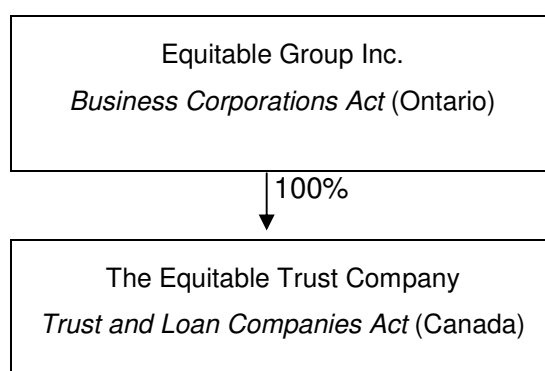 Equitable Group Inc.
Business Corporations Act (Ontario)
100%
The Equitable Trust Company
Trust and Loan Companies Act (Canada)